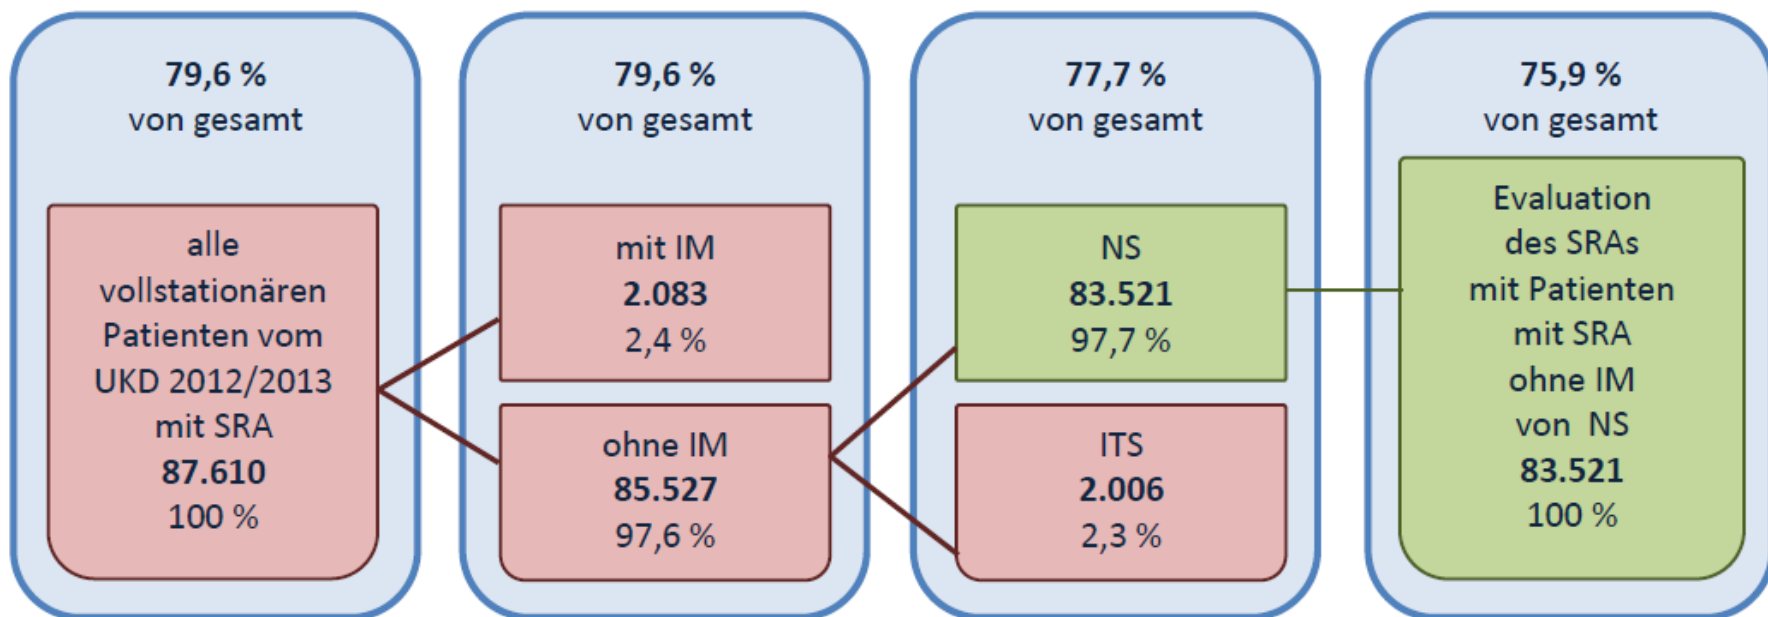 79,6 %
von gesamt
alle
vollstationären
Patienten vom
UKD 2012/2013
mit SRA
87.610
100 %
79,6 %
von gesamt
mit IM
2.083
2,4 %
ohne IM
85.527
97,6 %
77,7 %
von gesamt
NS
83.521
97,7 %
ITS
2.006
2,3 %
75,9 %
von gesamt
Evaluation
des SRAs
mit Patienten
mit SRA
ohne IM
von NS
83.521
100 %